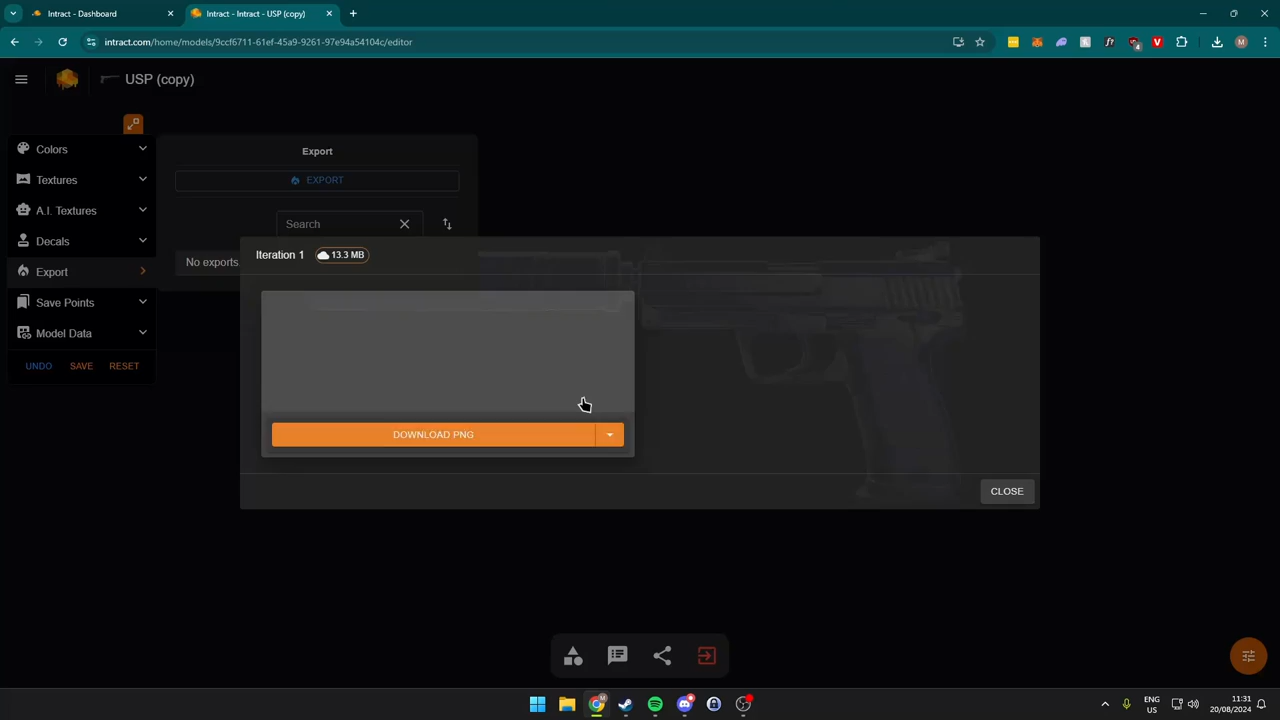 Intract - Dashboard
Intract - Intract - USP (copy)
intract.com/home/models/9ccf6711-61ef-45a9-9261-97e94a54104c/editor
USP (copy)
Colors
Textures
A.I. Textures
Decals
Export
Save Points
Model Data
UNDO
SAVE
RESET
Export
EXPORT
Search
No exports
Iteration 1
13.3 MB
DOWNLOAD PNG
CLOSE
ENG
US
11:31
20/08/2024